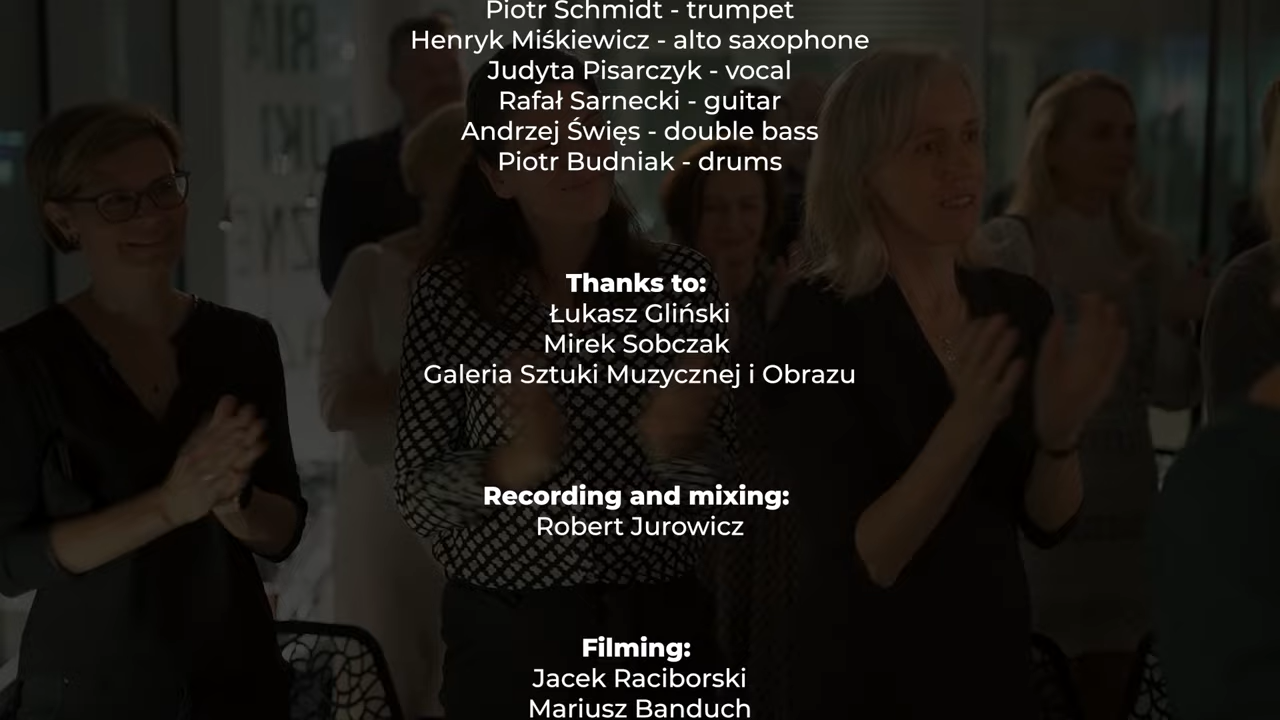 Piotr Schmidt - trumpet
Henryk Miśkiewicz - alto saxophone
Judyta Pisarczyk - vocal
Rafał Sarnecki - guitar
Andrzej Święs - double bass
Piotr Budniak - drums
Thanks to:
Łukasz Gliński
Mirek Sobczak
Galeria Sztuki Muzycznej i Obrazu
Recording and mixing:
Robert Jurowicz
Filming:
Jacek Raciborski
Mariusz Banduch